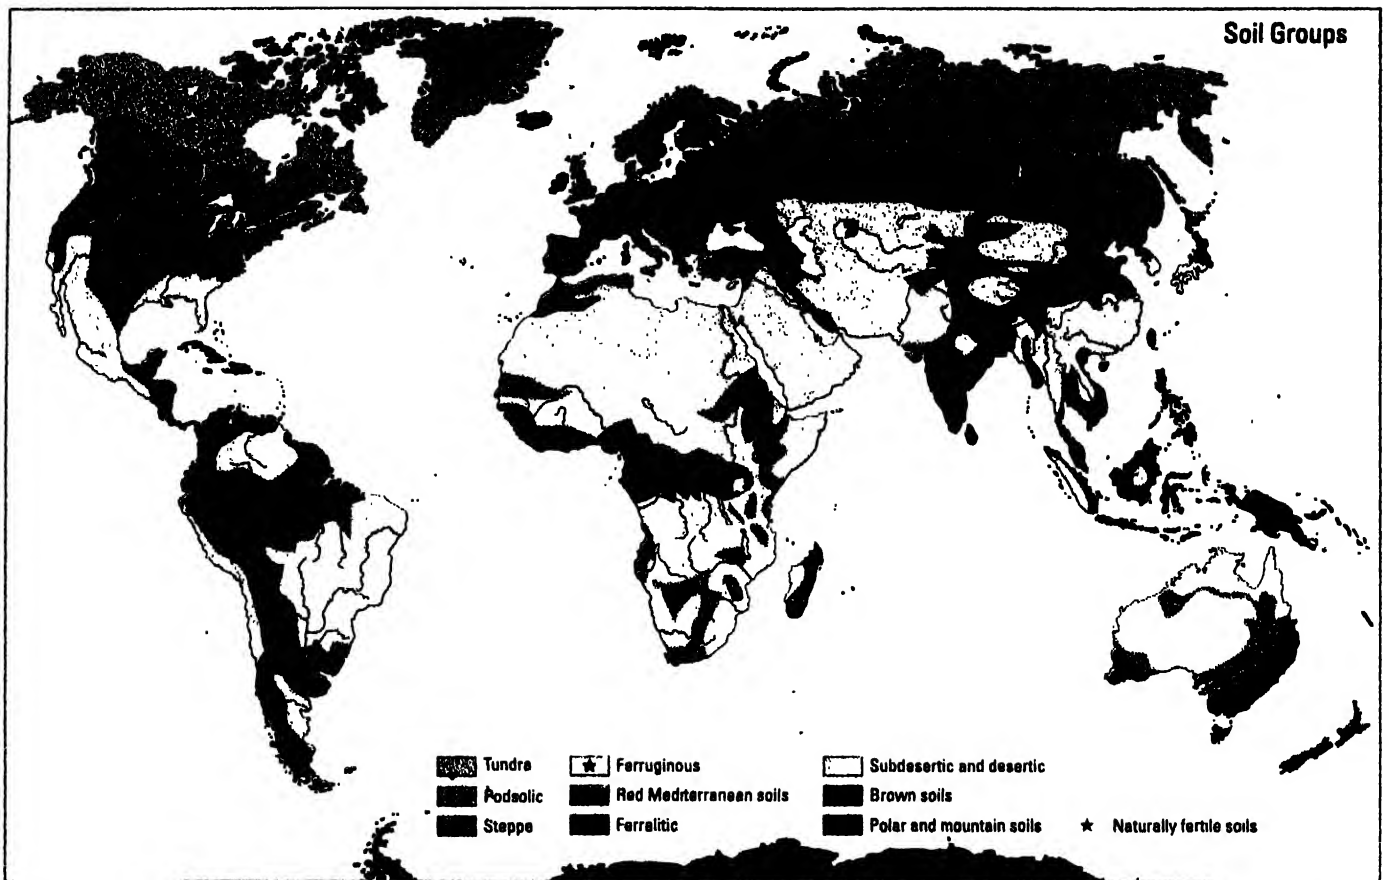 Soil Groups
Tundra
Podsolic
Steppe
Ferruginous
Red Mediterranean soils
Ferralitic
Subdesertic and desertic
Brown soils
Polar and mountain soils
★ Naturally fertile soils